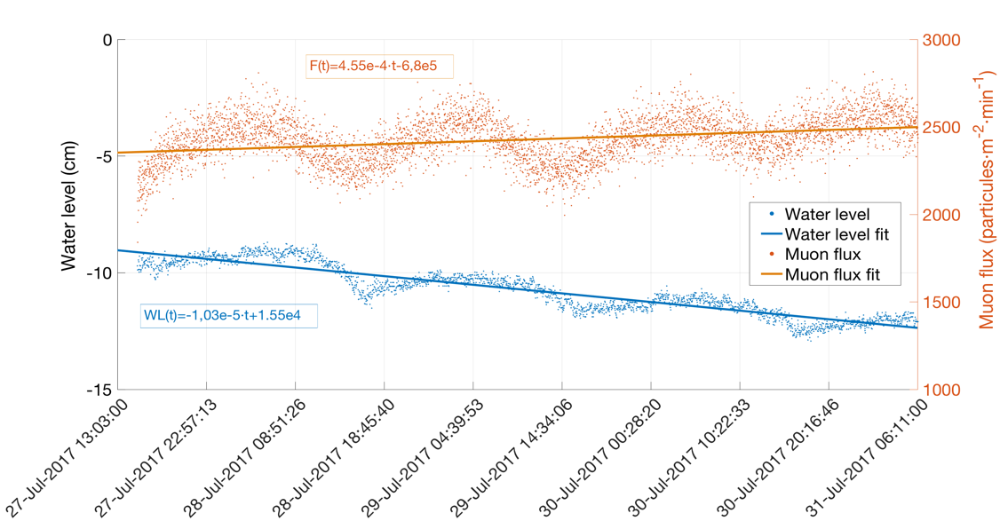 0
3000
F(t)=4.55e-4·t-6,8e5
2500
-5
Water level (cm)
Muon flux (particules·m-2·min-1)
2000
Water level
Water level fit
Muon flux
Muon flux fit
-10
1500
WL(t)=-1,03e-5·t+1.55e4
-15
1000
27-Jul-2017 13:03:00
27-Jul-2017 22:57:13
28-Jul-2017 08:51:26
28-Jul-2017 18:45:40
29-Jul-2017 04:39:53
29-Jul-2017 14:34:06
30-Jul-2017 00:28:20
30-Jul-2017 10:22:33
30-Jul-2017 20:16:46
31-Jul-2017 06:11:00